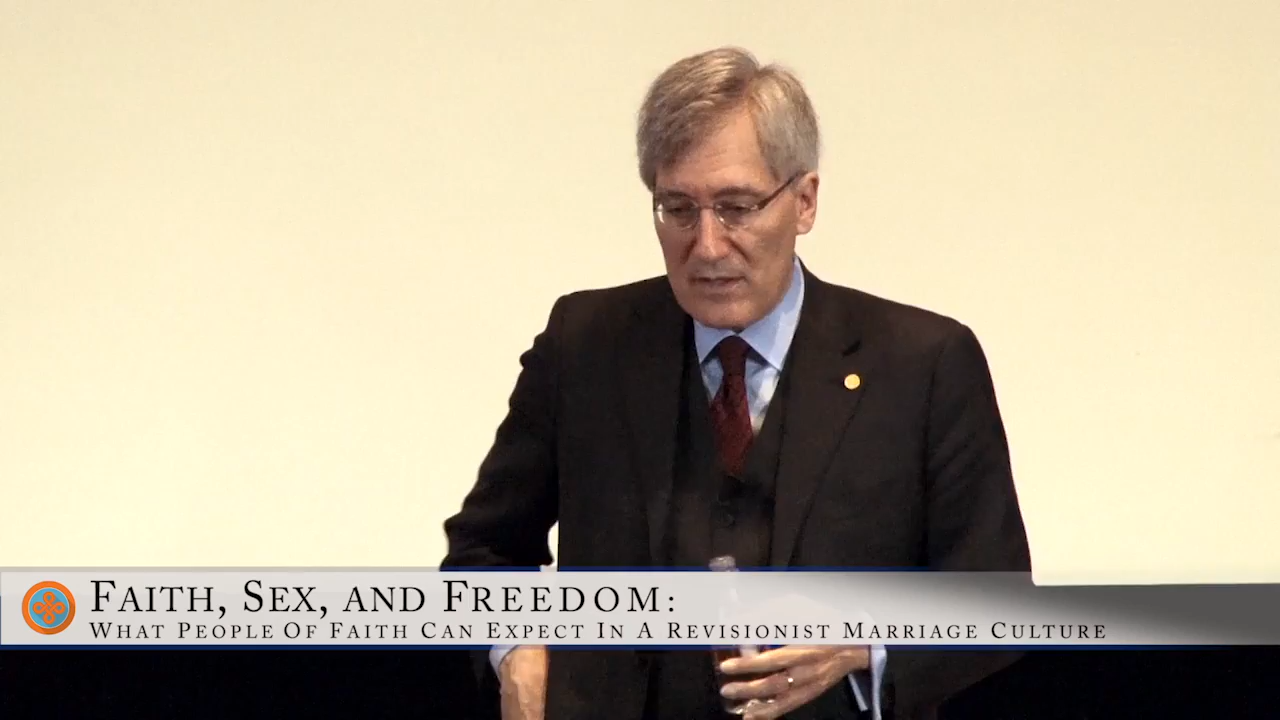 FAITH, SEX, AND FREEDOM:
WHAT PEOPLE OF FAITH CAN EXPECT IN A REVISIONIST MARRIAGE CULTURE